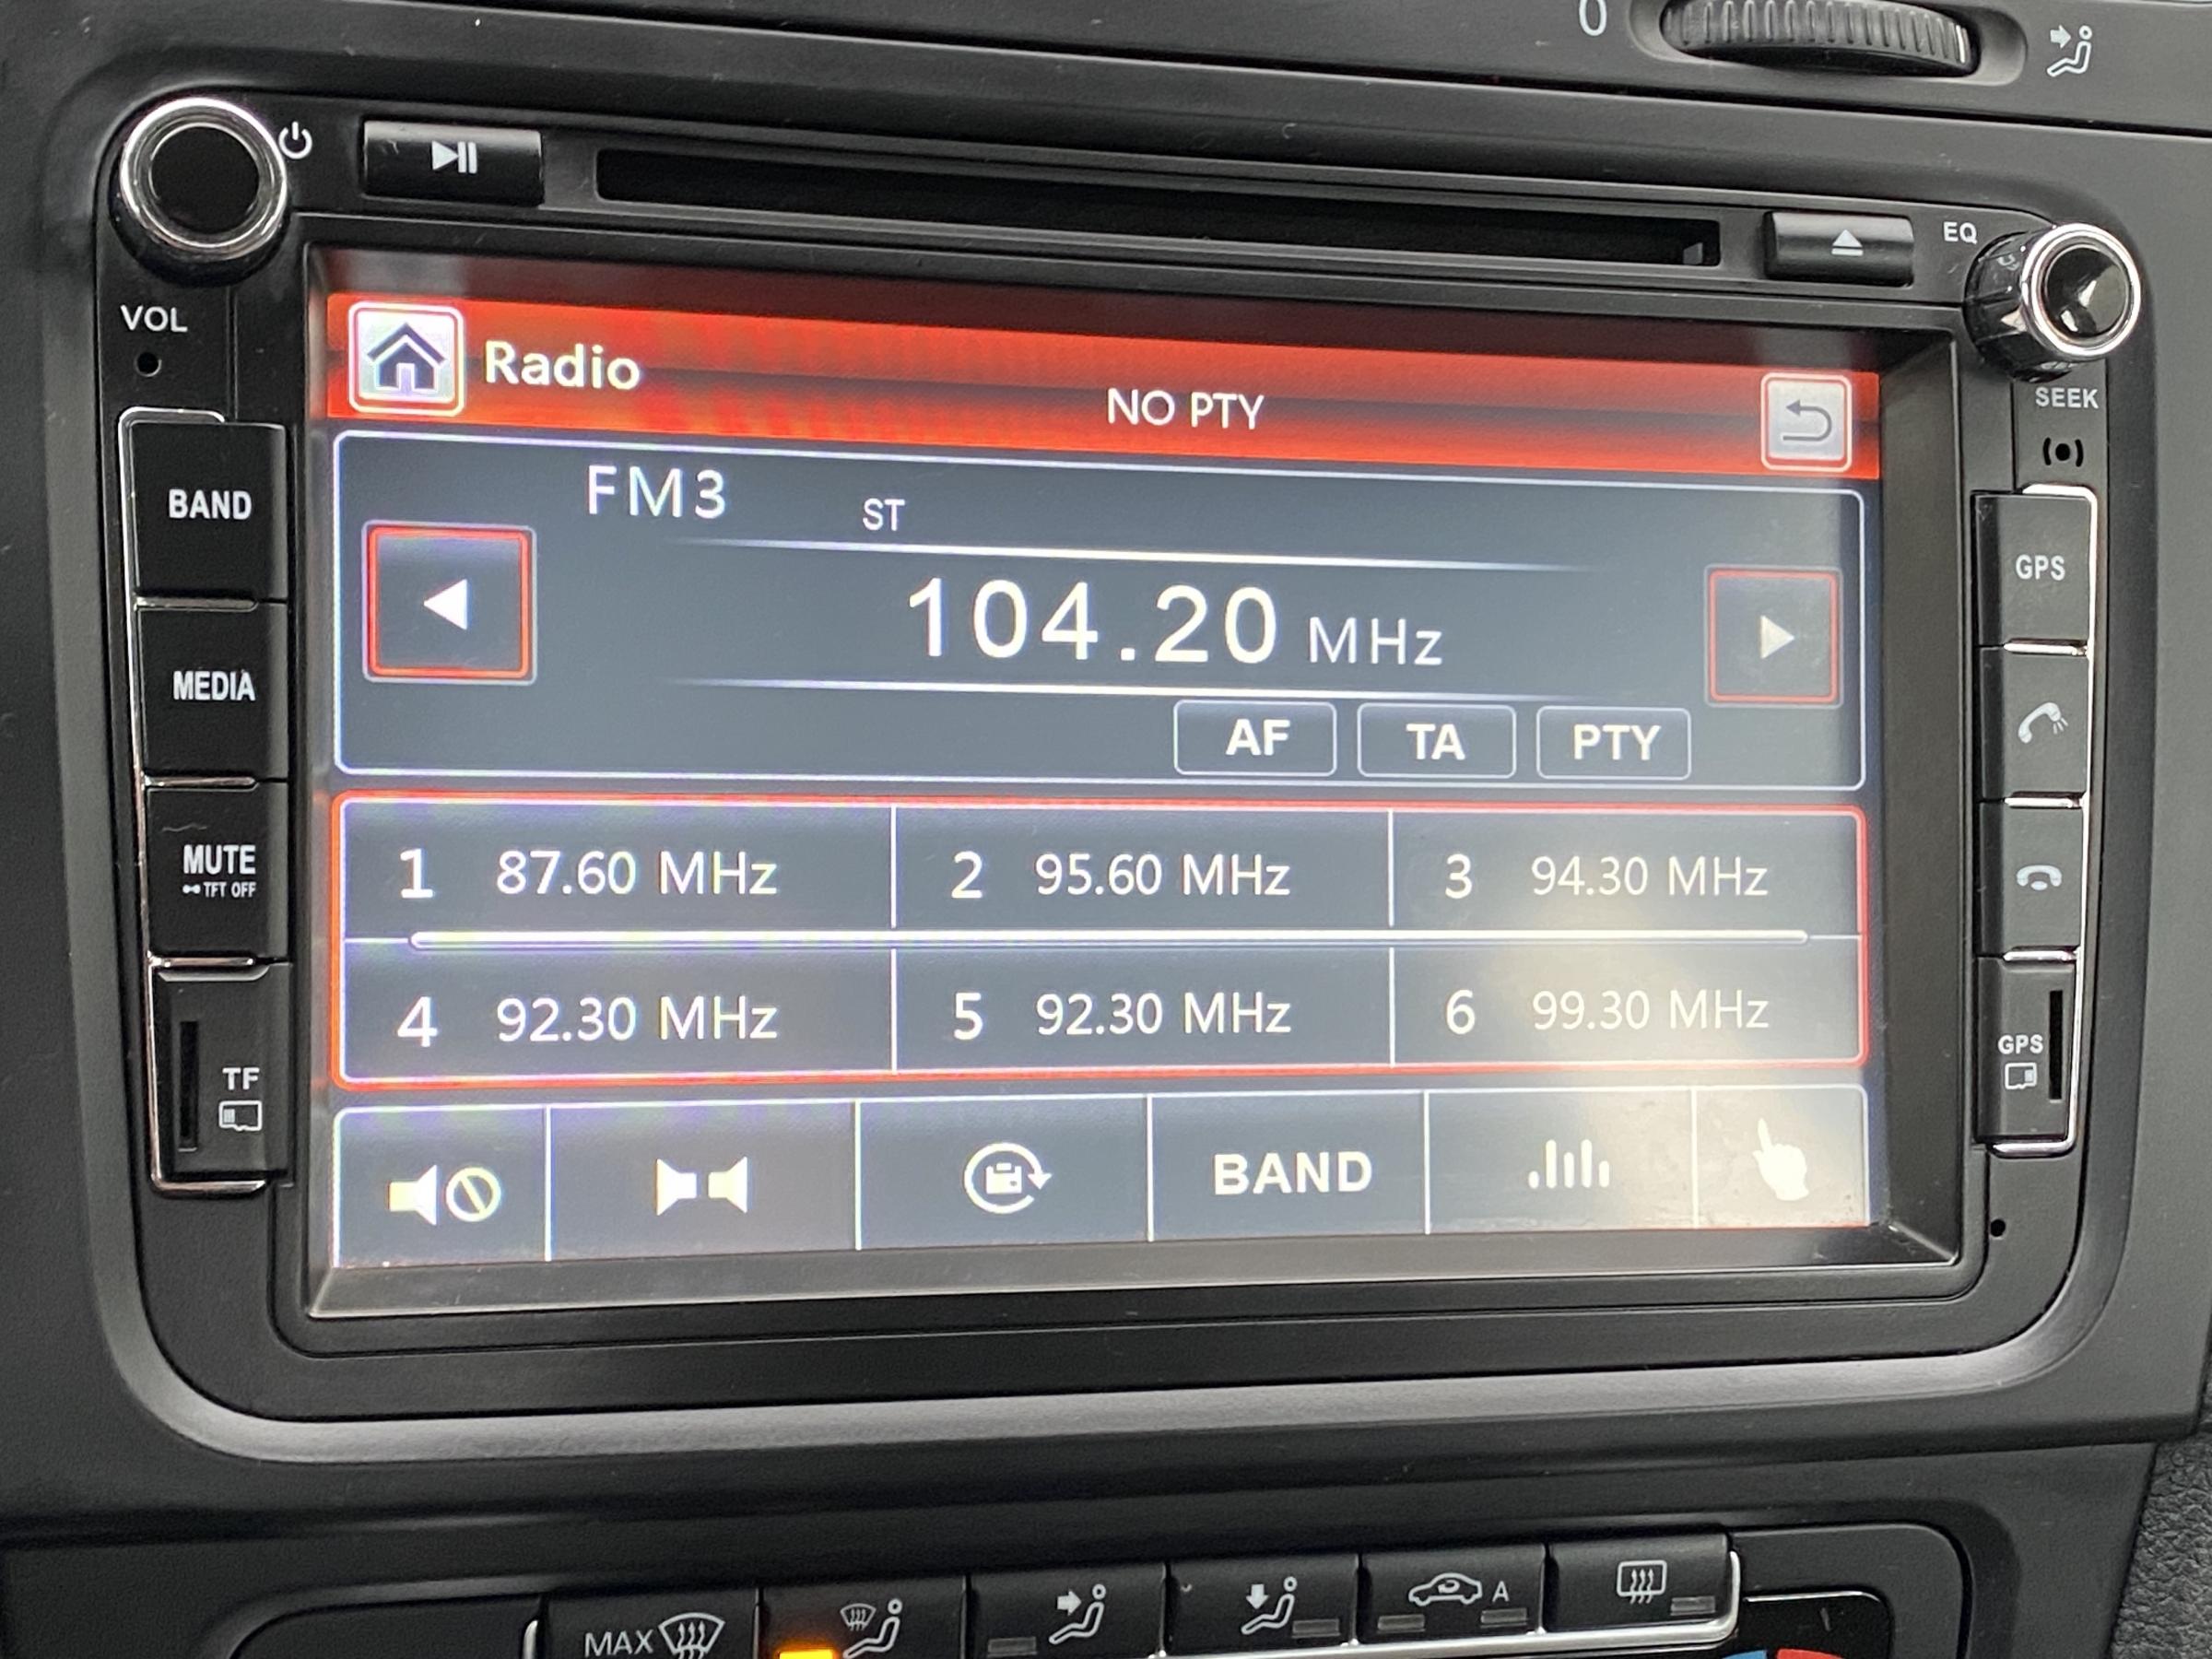 0
EQ
VOL
SEEK
Radio
NO PTY
FM3 ST
104.20 MHz
AF TA PTY
1 87.60 MHz 2 95.60 MHz 3 94.30 MHz
4 92.30 MHz 5 92.30 MHz 6 99.30 MHz
BAND
BAND
MEDIA
MUTE
TFT OFF
TF
GPS
GPS
MAX
A